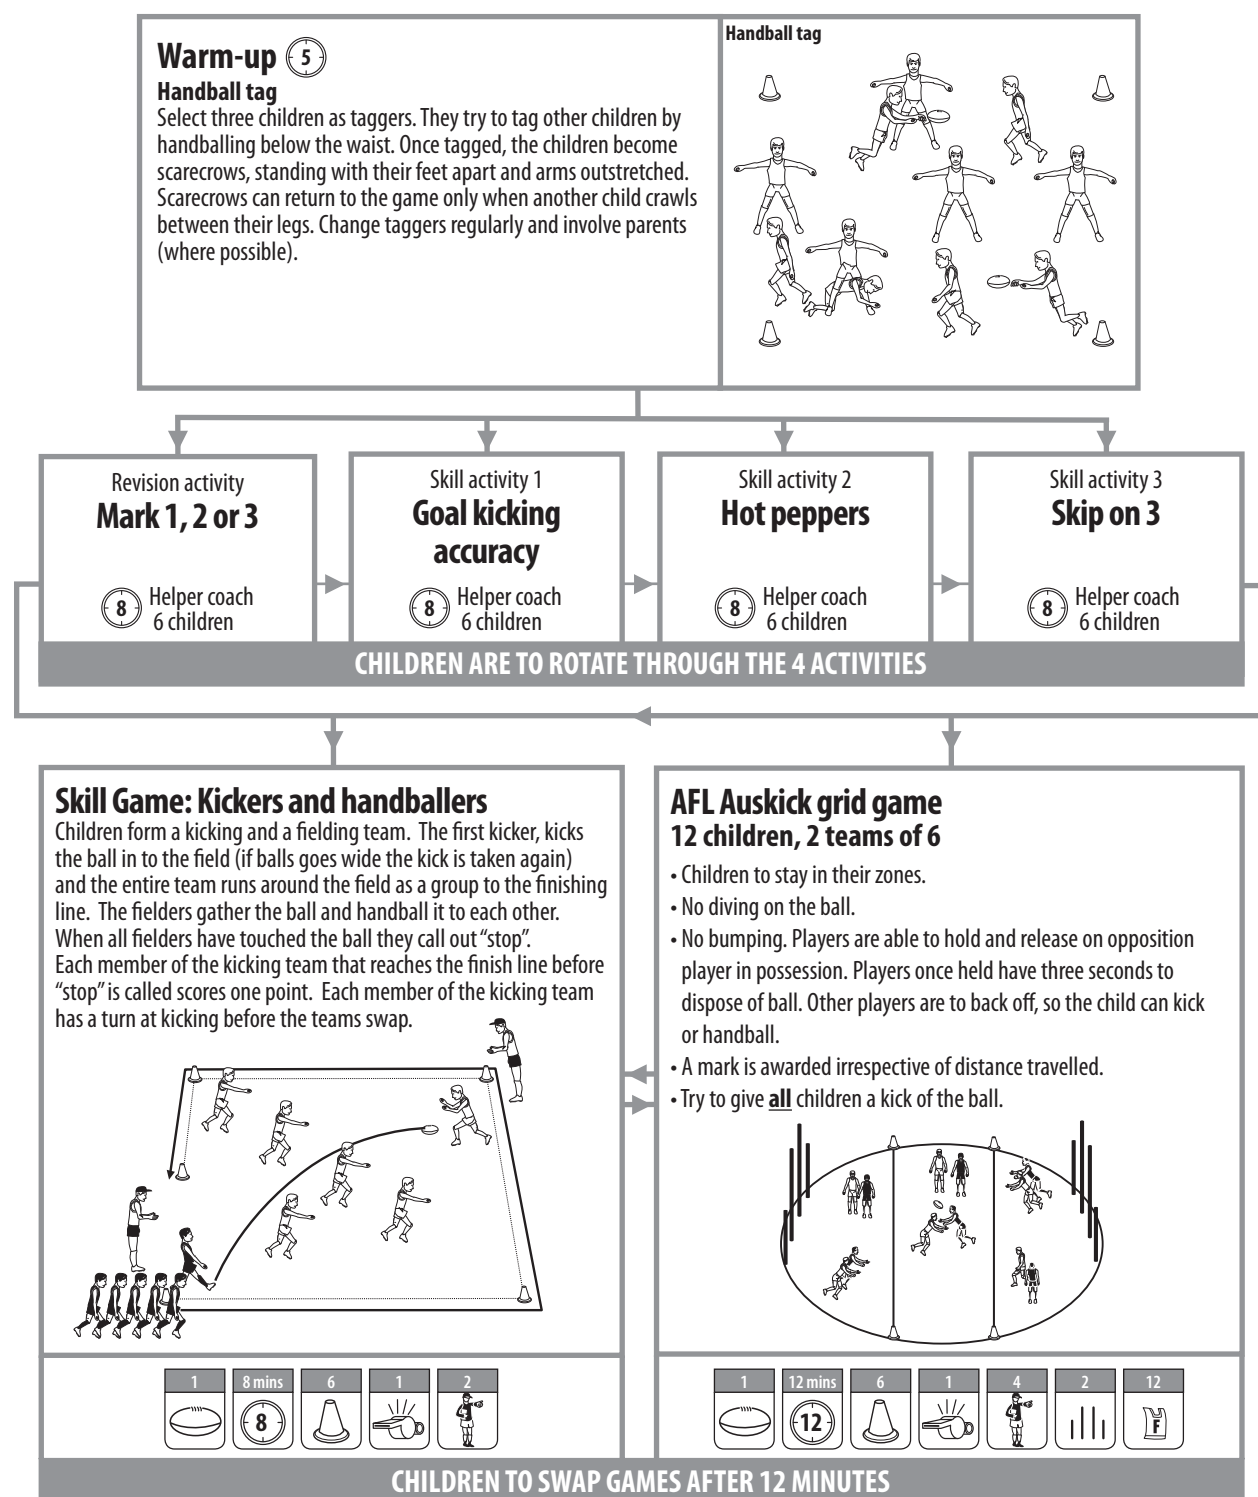 Warm-up 5
Handball tag
Select three children as taggers. They try to tag other children by
handballing below the waist. Once tagged, the children become
scarecrows, standing with their feet apart and arms outstretched.
Scarecrows can return to the game only when another child crawls
between their legs. Change taggers regularly and involve parents
(where possible).
Handball tag
Revision activity
Mark 1, 2 or 3
8 Helper coach
6 children
Skill activity 1
Goal kicking
accuracy
8 Helper coach
6 children
Skill activity 2
Hot peppers
8 Helper coach
6 children
Skill activity 3
Skip on 3
8 Helper coach
6 children
CHILDREN ARE TO ROTATE THROUGH THE 4 ACTIVITIES
Skill Game: Kickers and handballers
Children form a kicking and a fielding team. The first kicker, kicks
the ball in to the field (if balls goes wide the kick is taken again)
and the entire team runs around the field as a group to the finishing
line. The fielders gather the ball and handball it to each other.
When all fielders have touched the ball they call out “stop”.
Each member of the kicking team that reaches the finish line before
“stop” is called scores one point. Each member of the kicking team
has a turn at kicking before the teams swap.
1 8 mins 6 1 2
8
AFL Auskick grid game
12 children, 2 teams of 6
• Children to stay in their zones.
• No diving on the ball.
• No bumping. Players are able to hold and release on opposition
player in possession. Players once held have three seconds to
dispose of ball. Other players are to back off, so the child can kick
or handball.
• A mark is awarded irrespective of distance travelled.
• Try to give all children a kick of the ball.
1 12 mins 6 1 4 2 12
12 F
CHILDREN TO SWAP GAMES AFTER 12 MINUTES